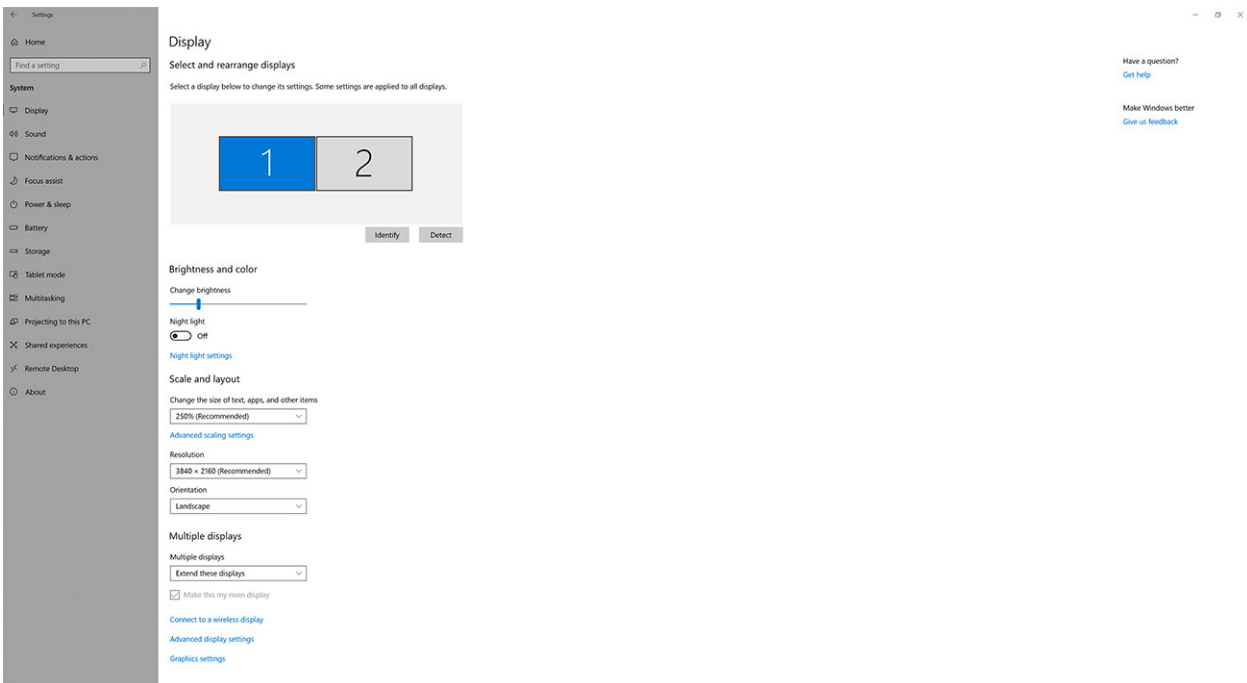 Settings
Home
Find a setting
System
Display
Sound
Notifications & actions
Focus assist
Power & sleep
Battery
Storage
Tablet mode
Multitasking
Projecting to this PC
Shared experiences
Remote Desktop
About
Display
Select and rearrange displays
Select a display below to change its settings. Some settings are applied to all displays.
1 2
Identify Detect
Brightness and color
Change brightness
Night light
Off
Night light settings
Scale and layout
Change the size of text, apps, and other items
250% (Recommended)
Advanced scaling settings
Resolution
3840 × 2160 (Recommended)
Orientation
Landscape
Multiple displays
Multiple displays
Extend these displays
Make this my main display
Connect to a wireless display
Advanced display settings
Graphics settings
Have a question?
Get help
Make Windows better
Give us feedback